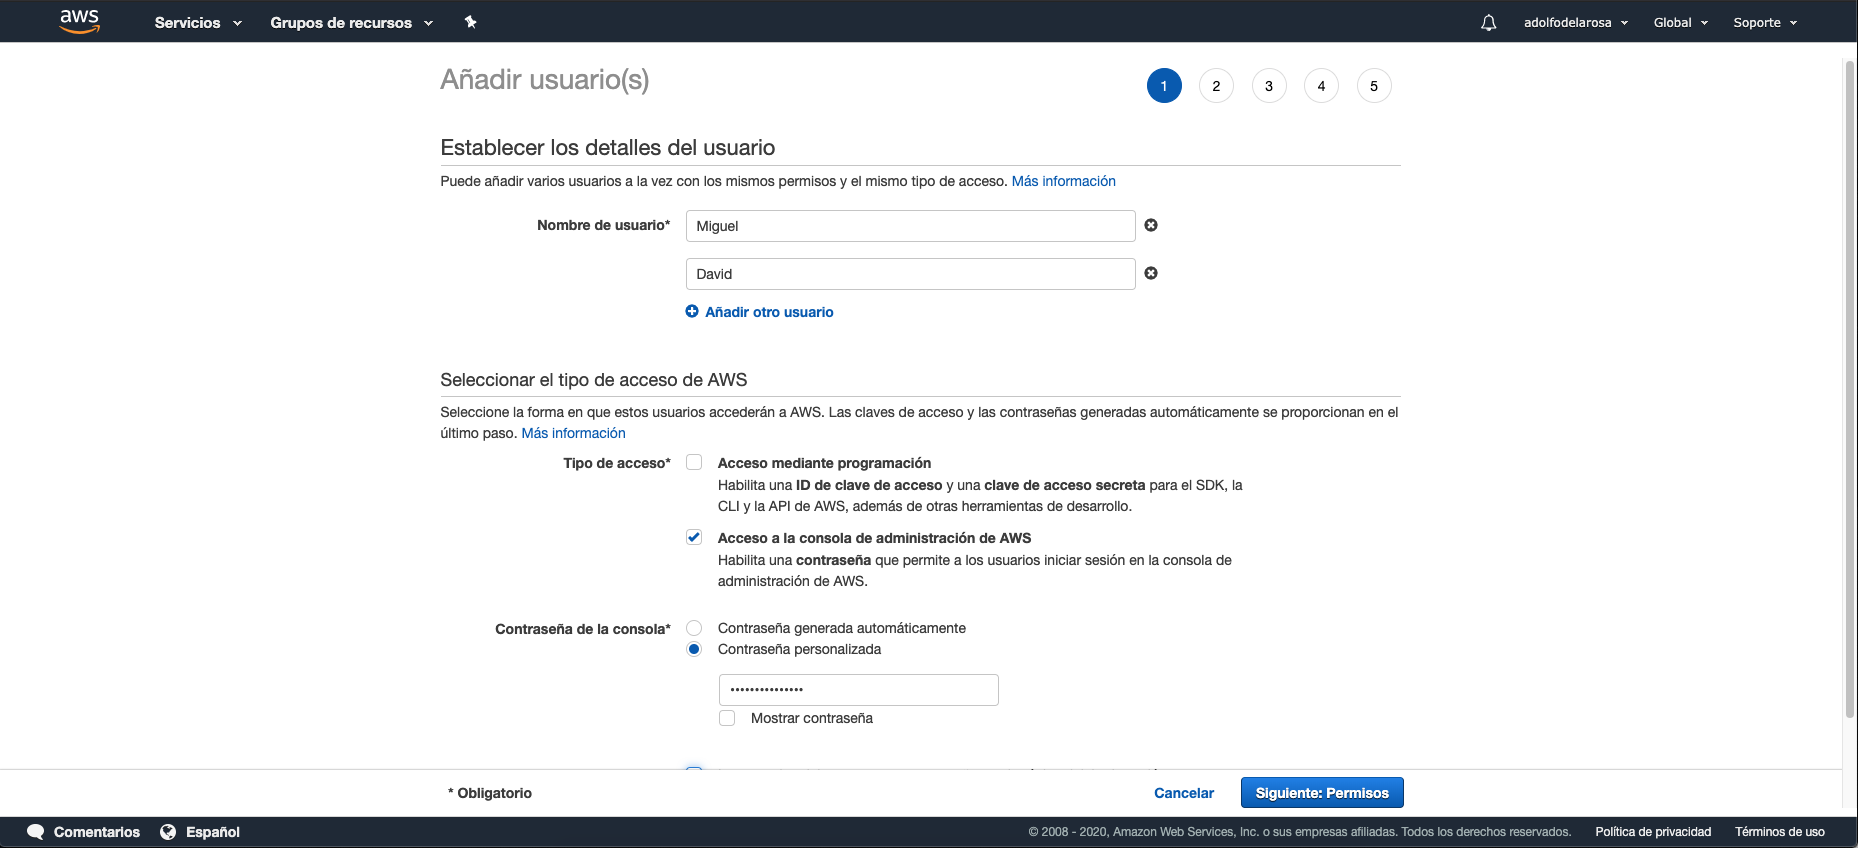 aws Servicios Grupos de recursos adolfodelarosa Global Soporte
Añadir usuario(s) 1 2 3 4 5
Establecer los detalles del usuario
Puede añadir varios usuarios a la vez con los mismos permisos y el mismo tipo de acceso. Más información
Nombre de usuario* Miguel
David
Añadir otro usuario
Seleccionar el tipo de acceso de AWS
Seleccione la forma en que estos usuarios accederán a AWS. Las claves de acceso y las contraseñas generadas automáticamente se proporcionan en el
último paso. Más información
Tipo de acceso* Acceso mediante programación
Habilita una ID de clave de acceso y una clave de acceso secreta para el SDK, la
CLI y la API de AWS, además de otras herramientas de desarrollo.
Acceso a la consola de administración de AWS
Habilita una contraseña que permite a los usuarios iniciar sesión en la consola de
administración de AWS.
Contraseña de la consola* Contraseña generada automáticamente
Contraseña personalizada
•••••••••••••••
Mostrar contraseña
* Obligatorio Cancelar Siguiente: Permisos
Comentarios Español © 2008 - 2020, Amazon Web Services, Inc. o sus empresas afiliadas. Todos los derechos reservados. Política de privacidad Términos de uso